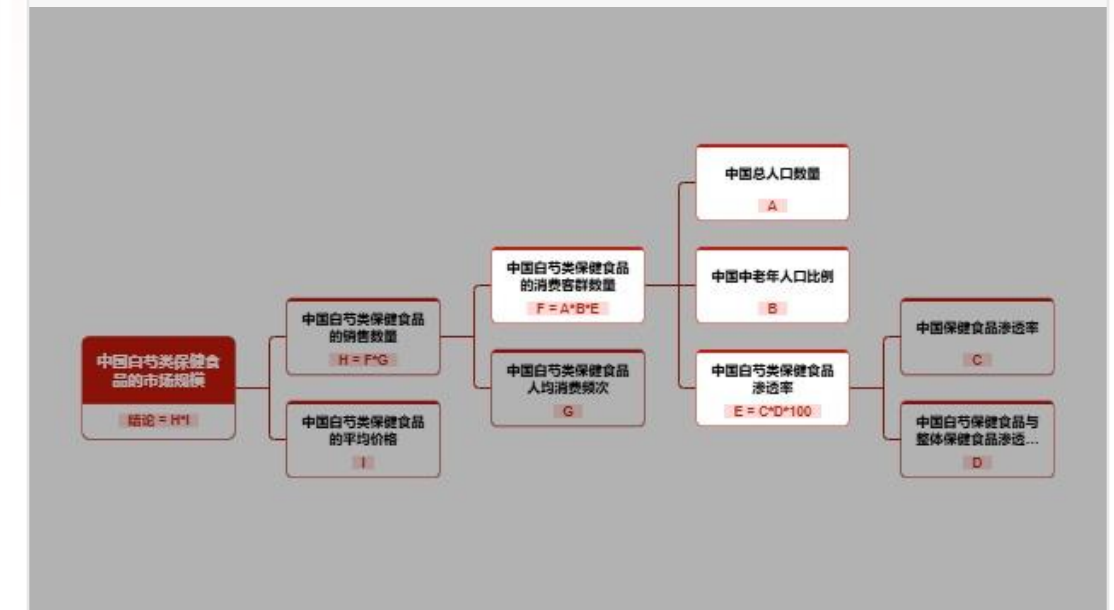 中国总人口数量
A
中国白芍类保健食品
的消费客群数量
F = A*B*E
中国中老年人口比例
B
中国白芍类保健食品
的销售数量
H = F*G
中国保健食品渗透率
C
中国白芍类保健食
品的市场规模
结论 = H*I
中国白芍类保健食品
人均消费频次
G
中国白芍类保健食品
渗透率
E = C*D*100
中国白芍类保健食品
的平均价格
I
中国白芍保健食品与
整体保健食品渗透...
D